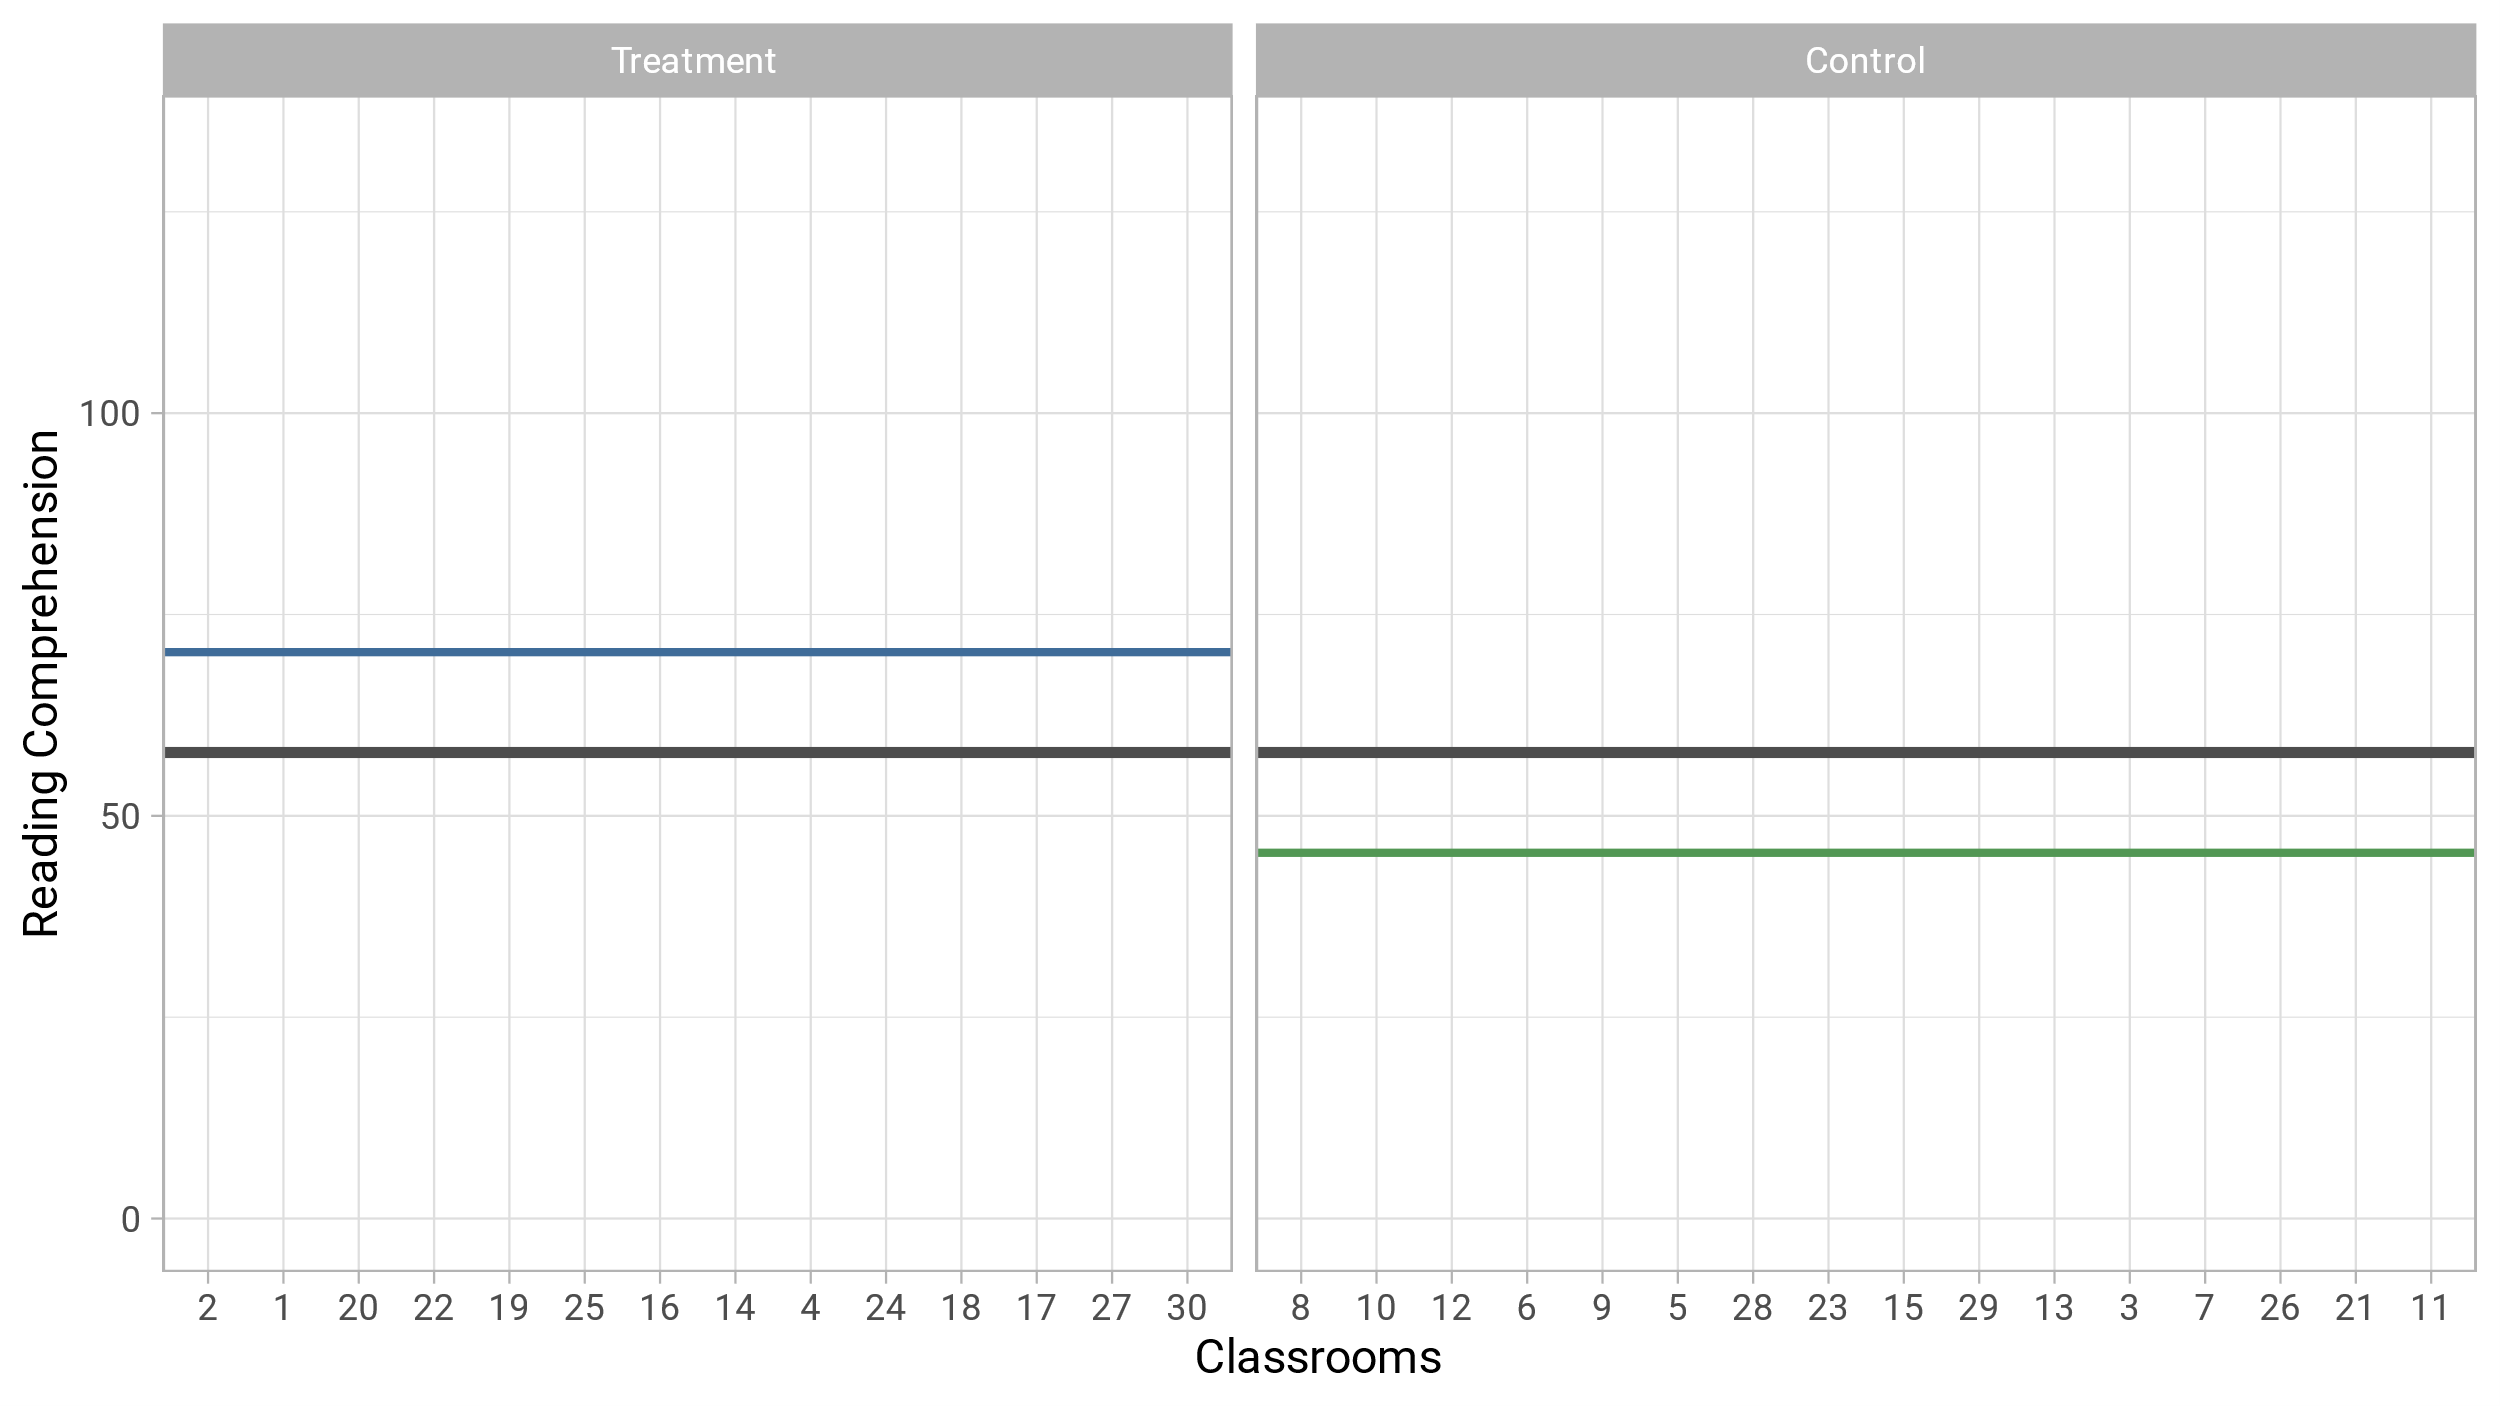 Treatment
Control
Reading Comprehension
100
50
0
2 1 20 22 19 25 16 14 4 24 18 17 27 30
8 10 12 6 9 5 28 23 15 29 13 3 7 26 21 11
Classrooms